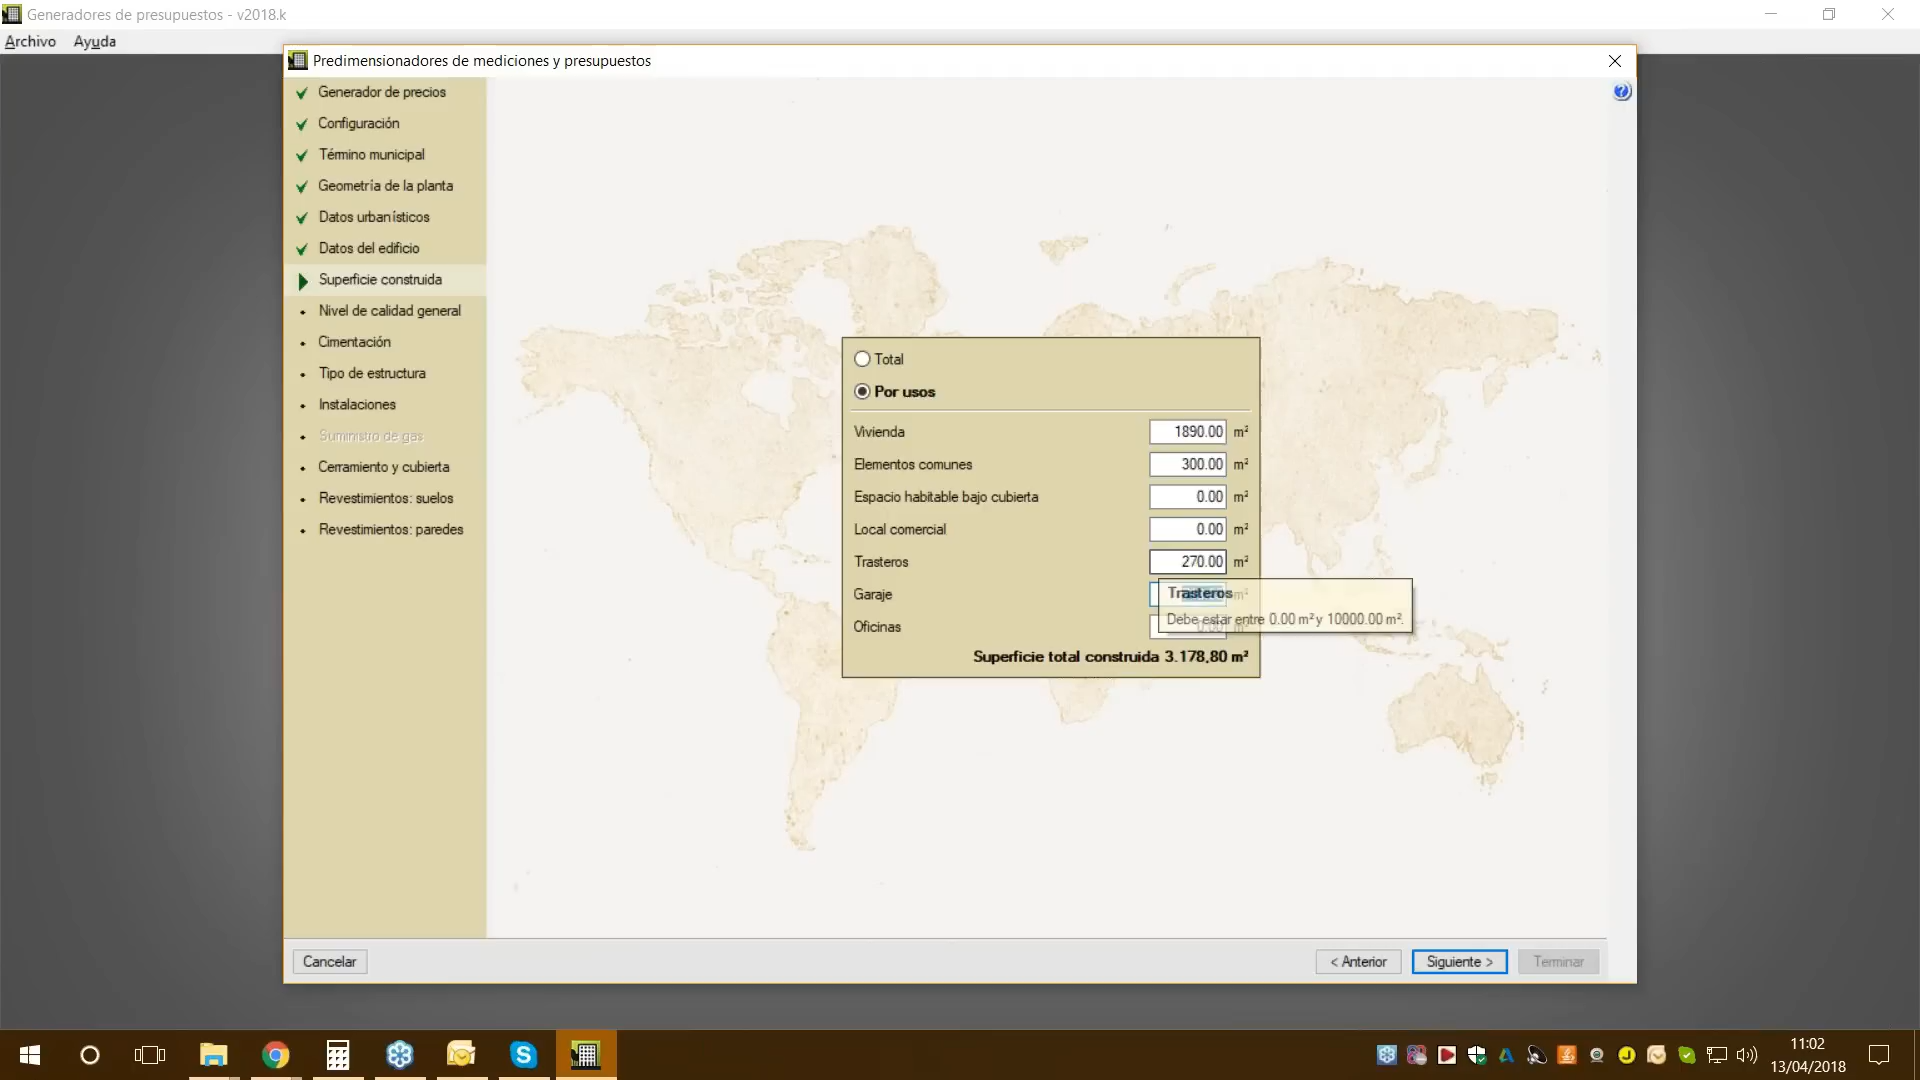 Generadores de presupuestos - v2018.k
Archivo Ayuda
Predimensionadores de mediciones y presupuestos
Generador de precios
Configuración
Término municipal
Geometría de la planta
Datos urbanísticos
Datos del edificio
Superficie construida
Nivel de calidad general
Cimentación
Tipo de estructura
Instalaciones
Suministro de gas
Cerramiento y cubierta
Revestimientos: suelos
Revestimientos: paredes
Total
Por usos
Vivienda 1890.00 m²
Elementos comunes 300.00 m²
Espacio habitable bajo cubierta 0.00 m²
Local comercial 0.00 m²
Trasteros 270.00 m²
Garaje m²
Trasteros
Debe estar entre 0.00 m² y 10000.00 m².
Oficinas 0.00 m²
Superficie total construida 3.178,80 m²
Cancelar
< Anterior Siguiente > Terminar
11:02
13/04/2018